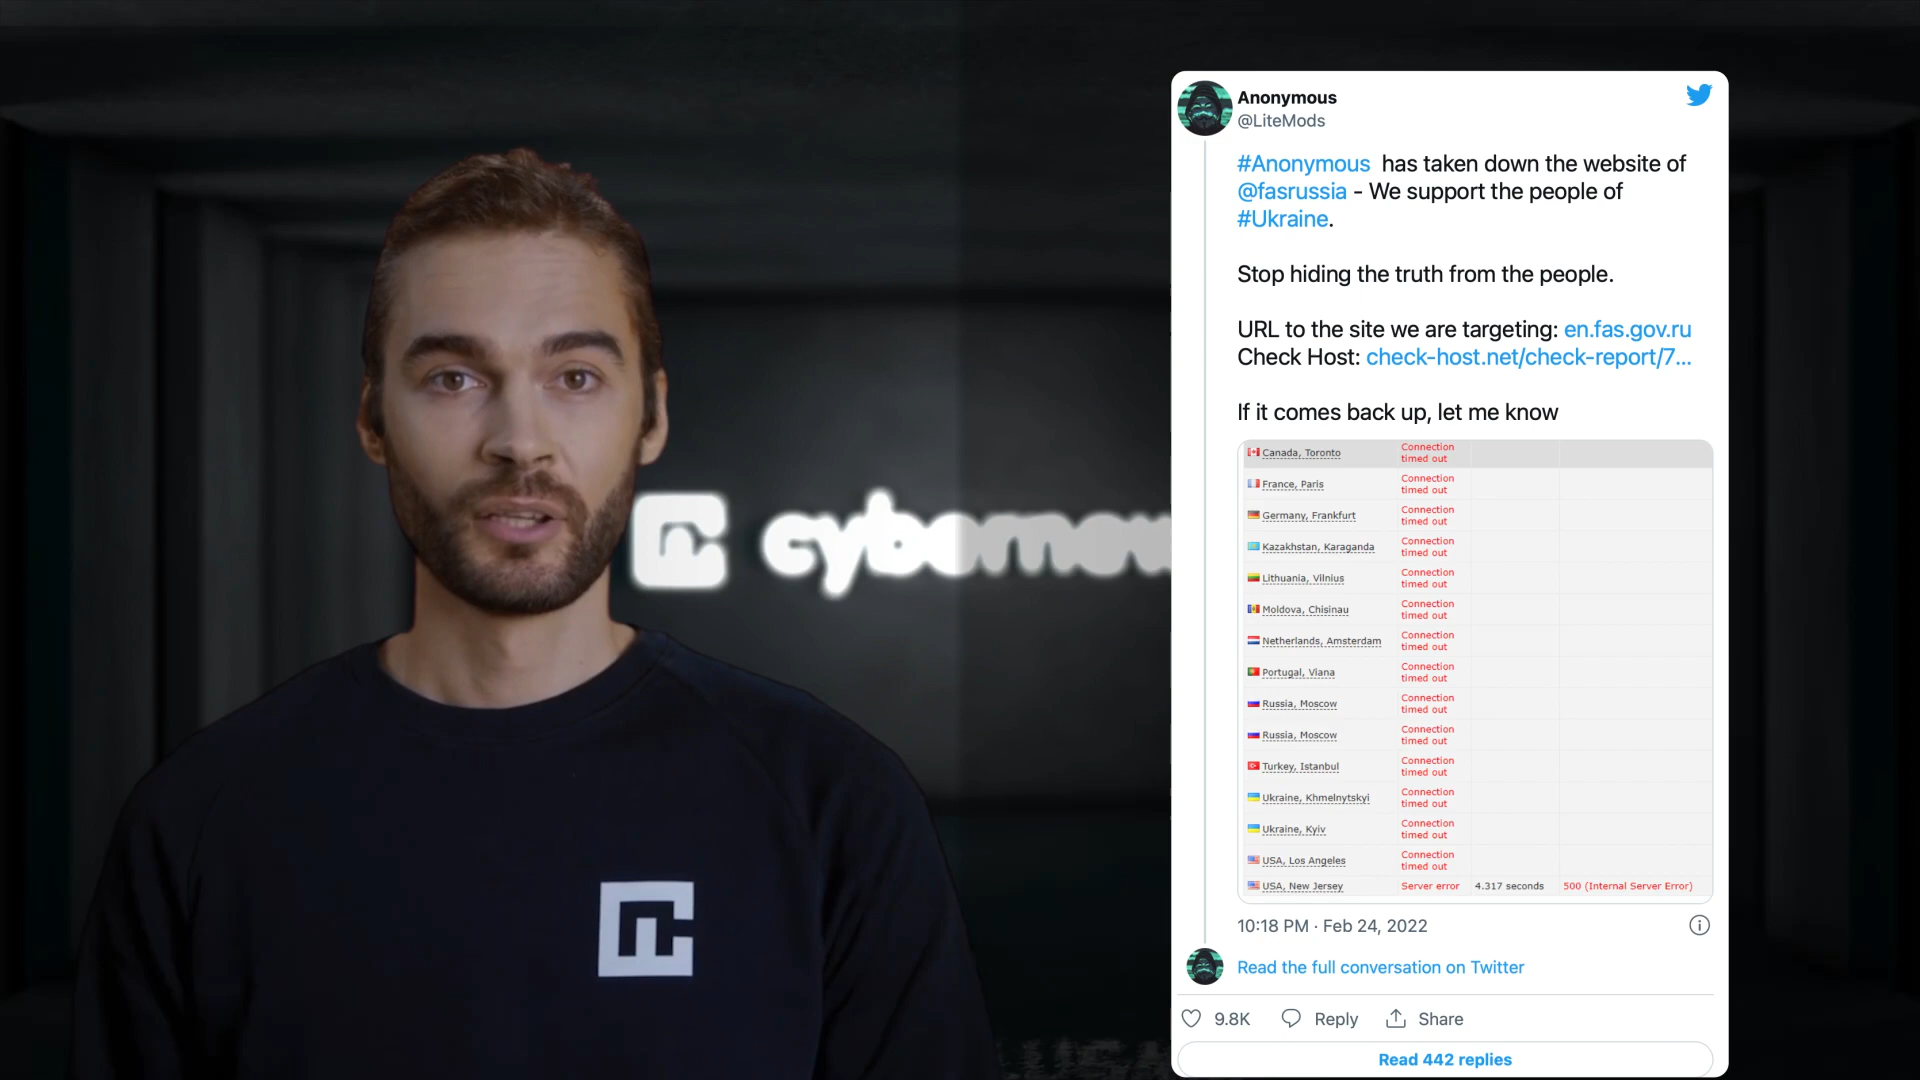 cybernew
Anonymous
@LiteMods
#Anonymous has taken down the website of
@fasrussia - We support the people of
#Ukraine.
Stop hiding the truth from the people.
URL to the site we are targeting: en.fas.gov.ru
Check Host: check-host.net/check-report/7...
If it comes back up, let me know
Canada, Toronto Connection
timed out
France, Paris Connection
timed out
Germany, Frankfurt Connection
timed out
Kazakhstan, Karaganda Connection
timed out
Lithuania, Vilnius Connection
timed out
Moldova, Chisinau Connection
timed out
Netherlands, Amsterdam Connection
timed out
Portugal, Viana Connection
timed out
Russia, Moscow Connection
timed out
Russia, Moscow Connection
timed out
Turkey, Istanbul Connection
timed out
Ukraine, Khmelnytskyi Connection
timed out
Ukraine, Kyiv Connection
timed out
USA, Los Angeles Connection
timed out
USA, New Jersey Server error 4.317 seconds 500 (Internal Server Error)
10:18 PM · Feb 24, 2022
Read the full conversation on Twitter
9.8K Reply Share
Read 442 replies